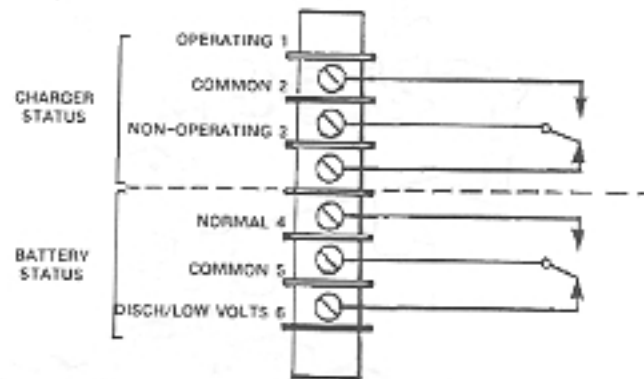 OPERATING 1
COMMON 2
CHARGER
STATUS
NON-OPERATING 3
NORMAL 4
BATTERY
STATUS
COMMON 5
DISCH/LOW VOLTS 6